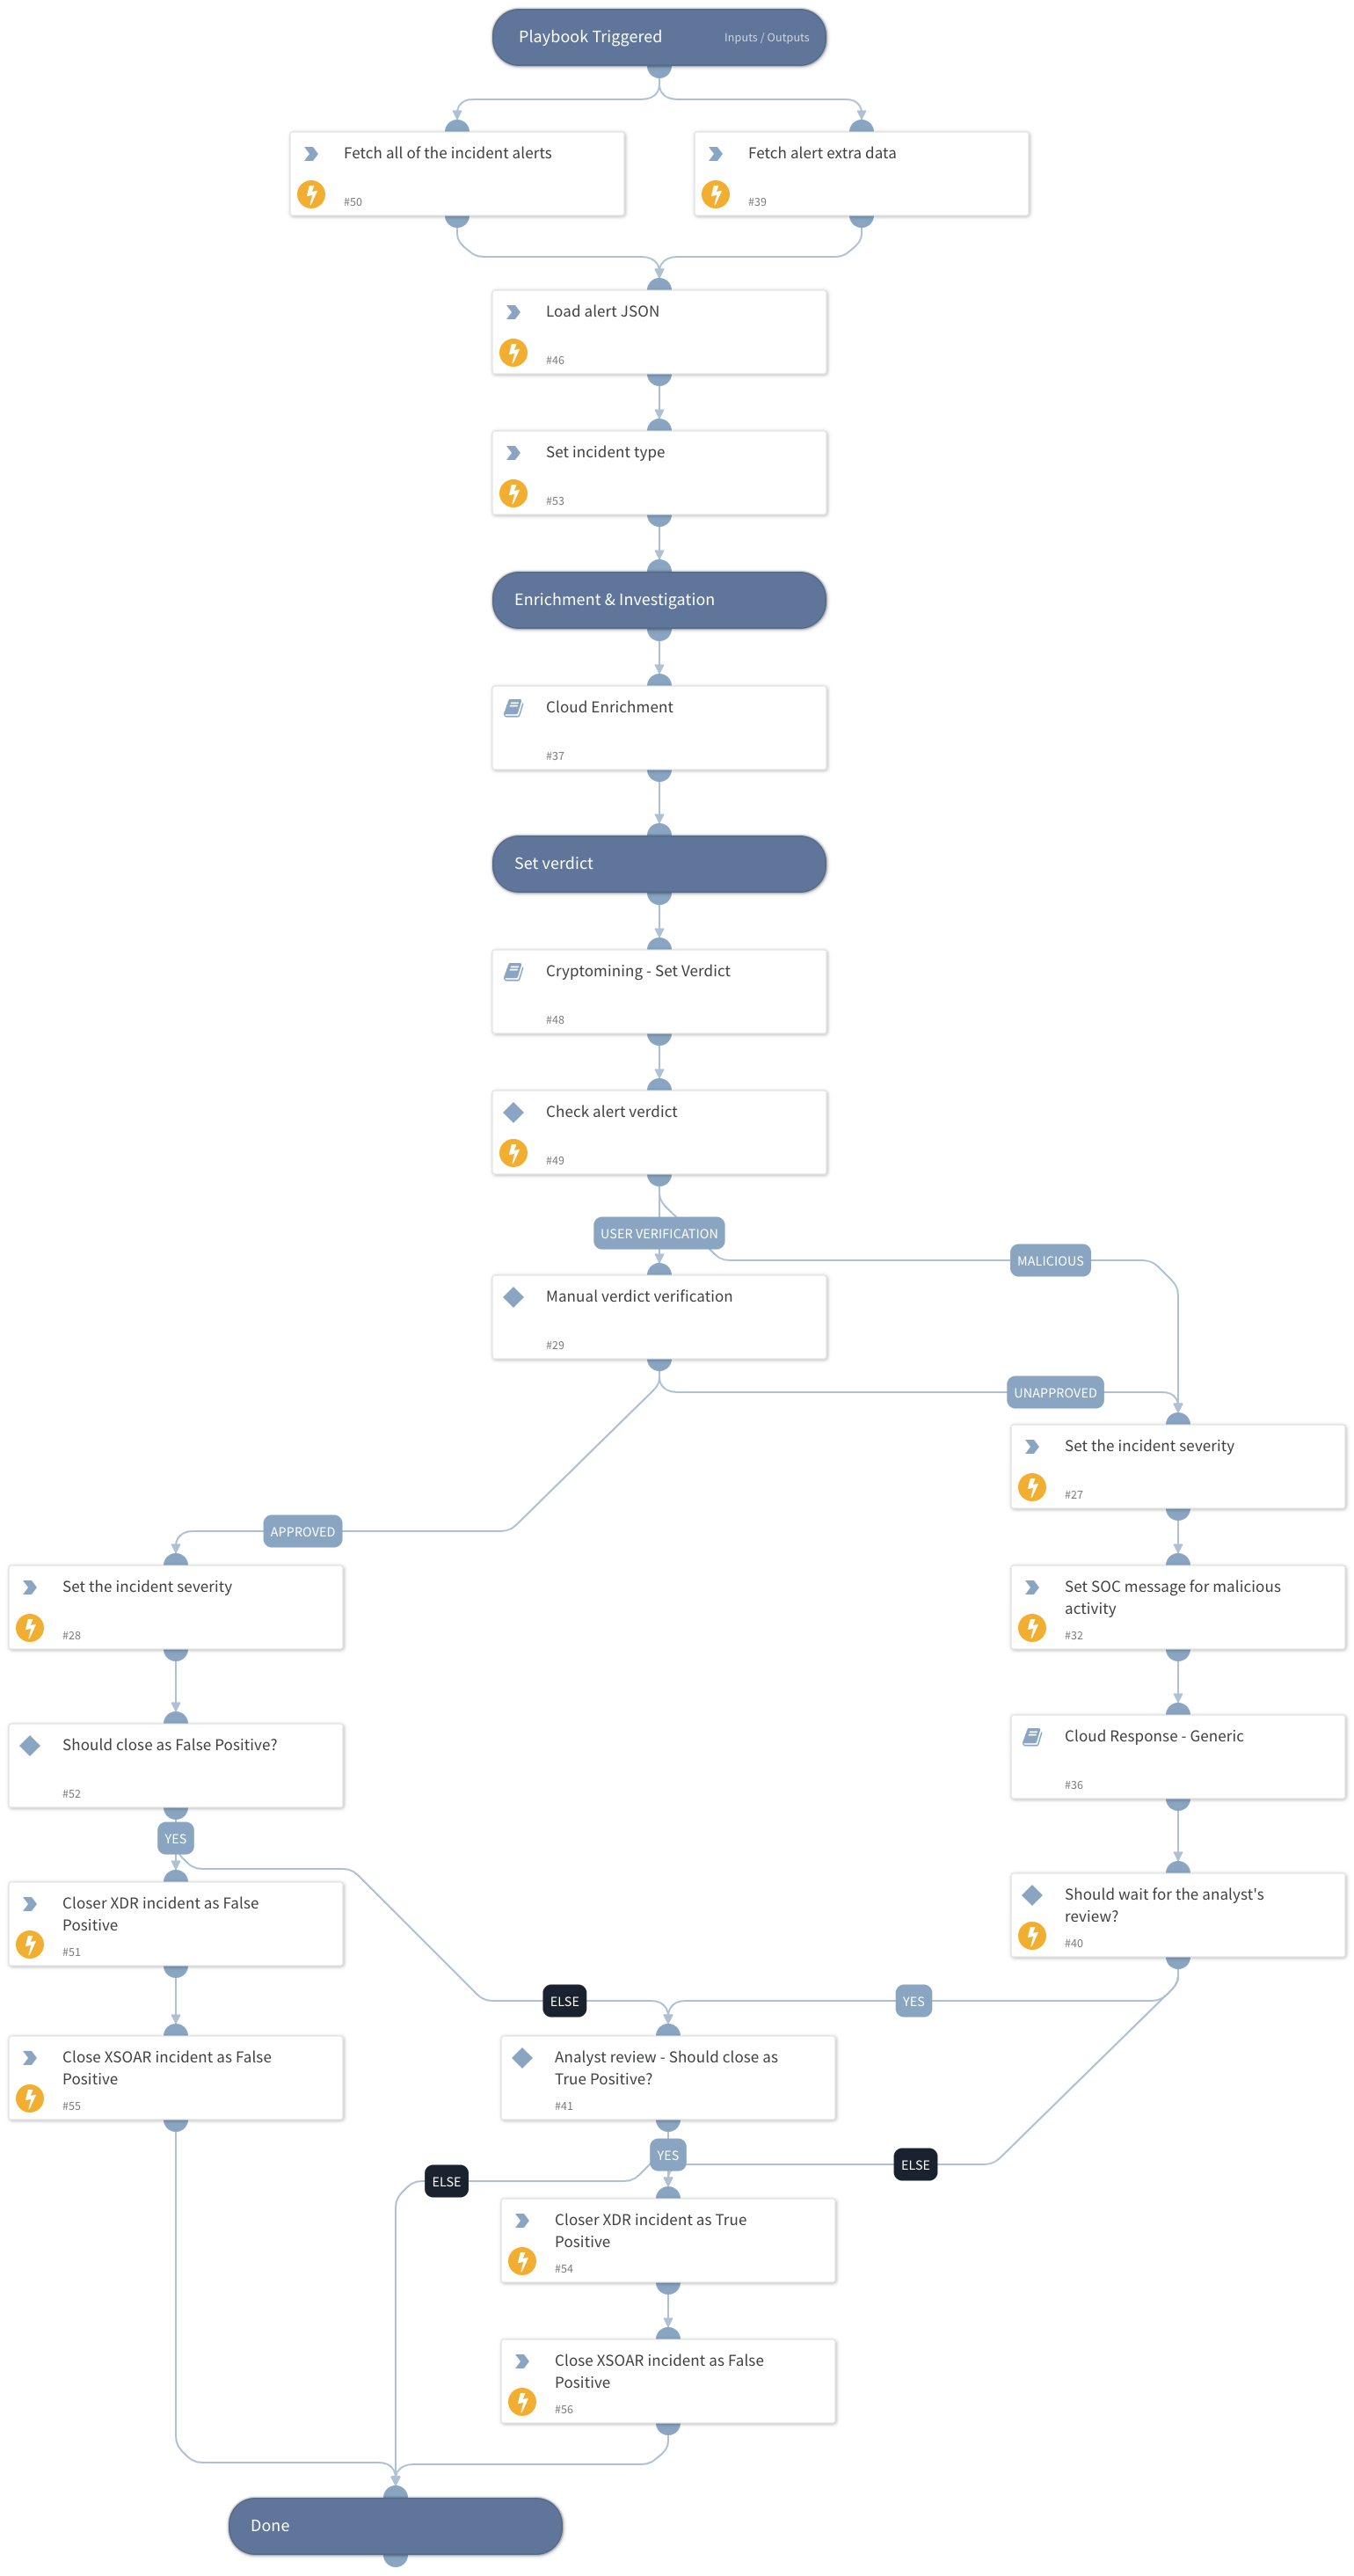 Playbook Triggered
Inputs / Outputs
Fetch all of the incident alerts
#50
Fetch alert extra data
#39
Load alert JSON
#46
Set incident type
#53
Enrichment & Investigation
Cloud Enrichment
#37
Set verdict
Cryptomining - Set Verdict
#48
Check alert verdict
#49
USER VERIFICATION
MALICIOUS
Manual verdict verification
#29
UNAPPROVED
Set the incident severity
#27
APPROVED
Set the incident severity
#28
Set SOC message for malicious
activity
#32
Should close as False Positive?
#52
Cloud Response - Generic
#36
YES
Closer XDR incident as False
Positive
#51
Should wait for the analyst's
review?
#40
ELSE
YES
Close XSOAR incident as False
Positive
#55
Analyst review - Should close as
True Positive?
#41
YES
ELSE
ELSE
Closer XDR incident as True
Positive
#54
Close XSOAR incident as False
Positive
#56
Done